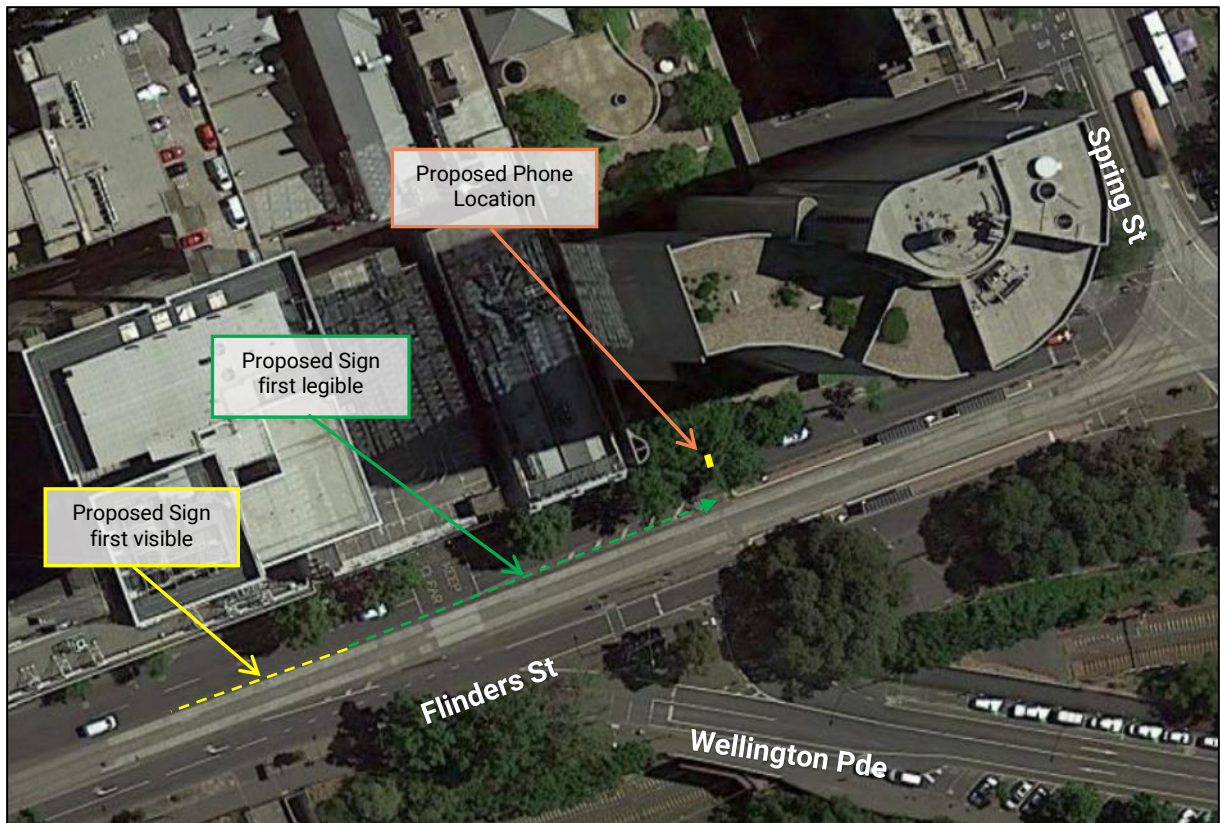 Proposed Phone
Location
Spring St
Proposed Sign
first legible
Proposed Sign
first visible
KEEP
CLEAR
Flinders St
Wellington Pde